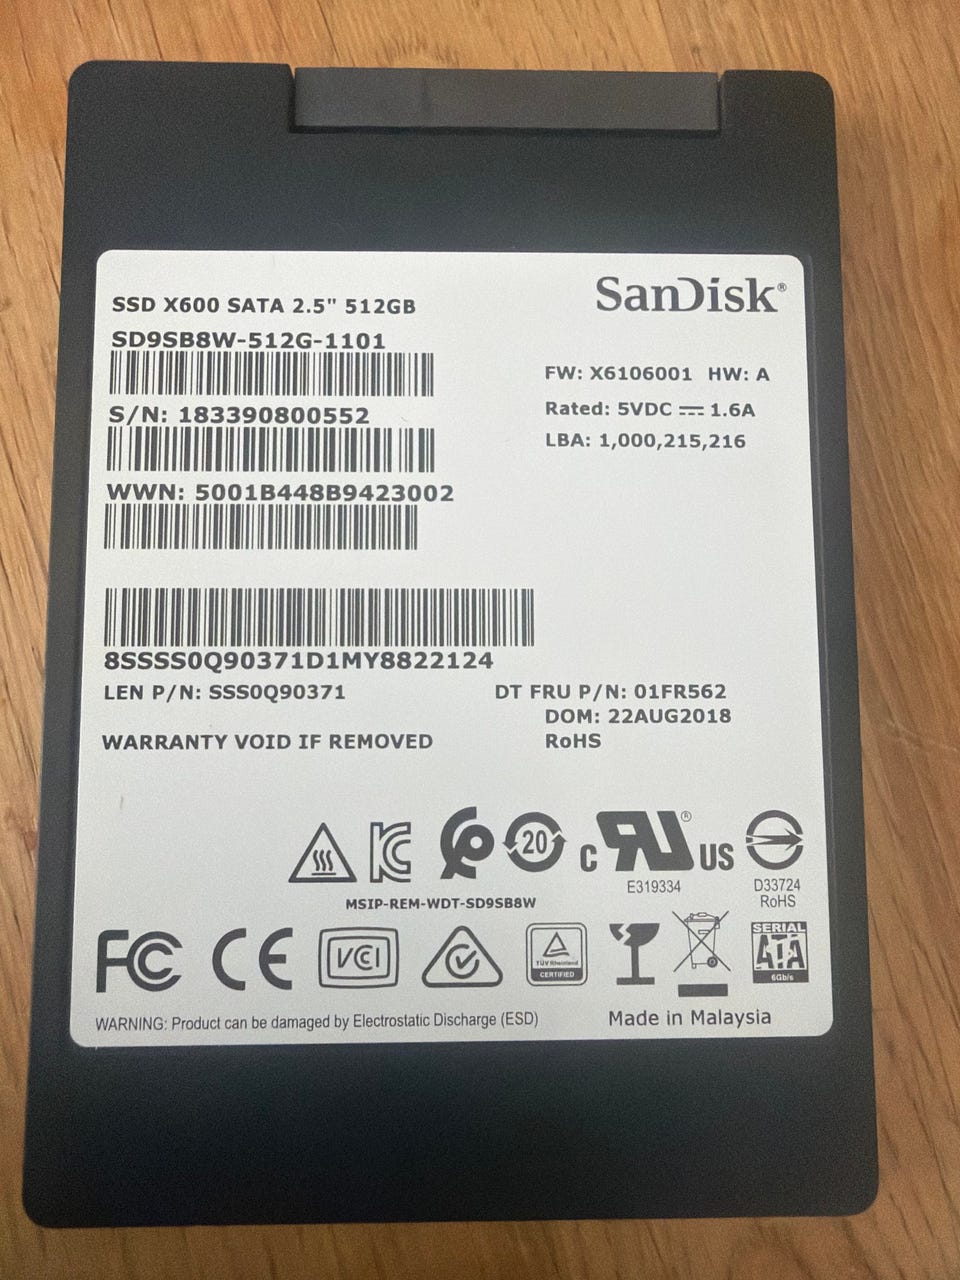 SanDisk®
SSD X600 SATA 2.5" 512GB
SD9SB8W-512G-1101
FW: X6106001 HW: A
S/N: 183390800552
Rated: 5VDC ⎓ 1.6A
LBA: 1,000,215,216
WWN: 5001B448B9423002
8SSSS0Q90371D1MY8822124
LEN P/N: SSS0Q90371
DT FRU P/N: 01FR562
DOM: 22AUG2018
WARRANTY VOID IF REMOVED
RoHS
20
c RU® US
E319334
D33724
RoHS
MSIP-REM-WDT-SD9SB8W
FC CE VCI
TÜVRheinland
CERTIFIED
SERIAL
ATA
6Gb/s
WARNING: Product can be damaged by Electrostatic Discharge (ESD)
Made in Malaysia